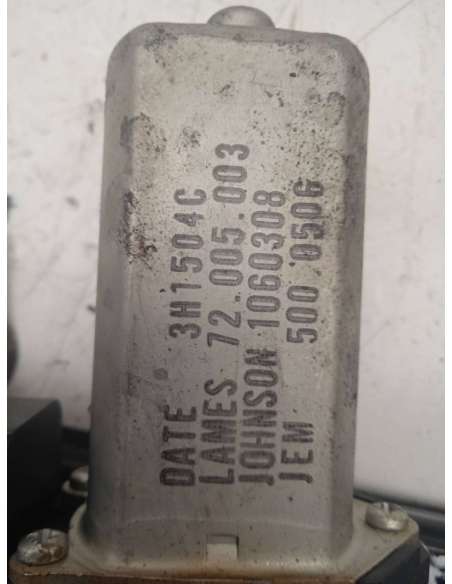 DATE 3H1504C
LAMES 72.005.003
JOHNSON 1060308
JEM 500 0506